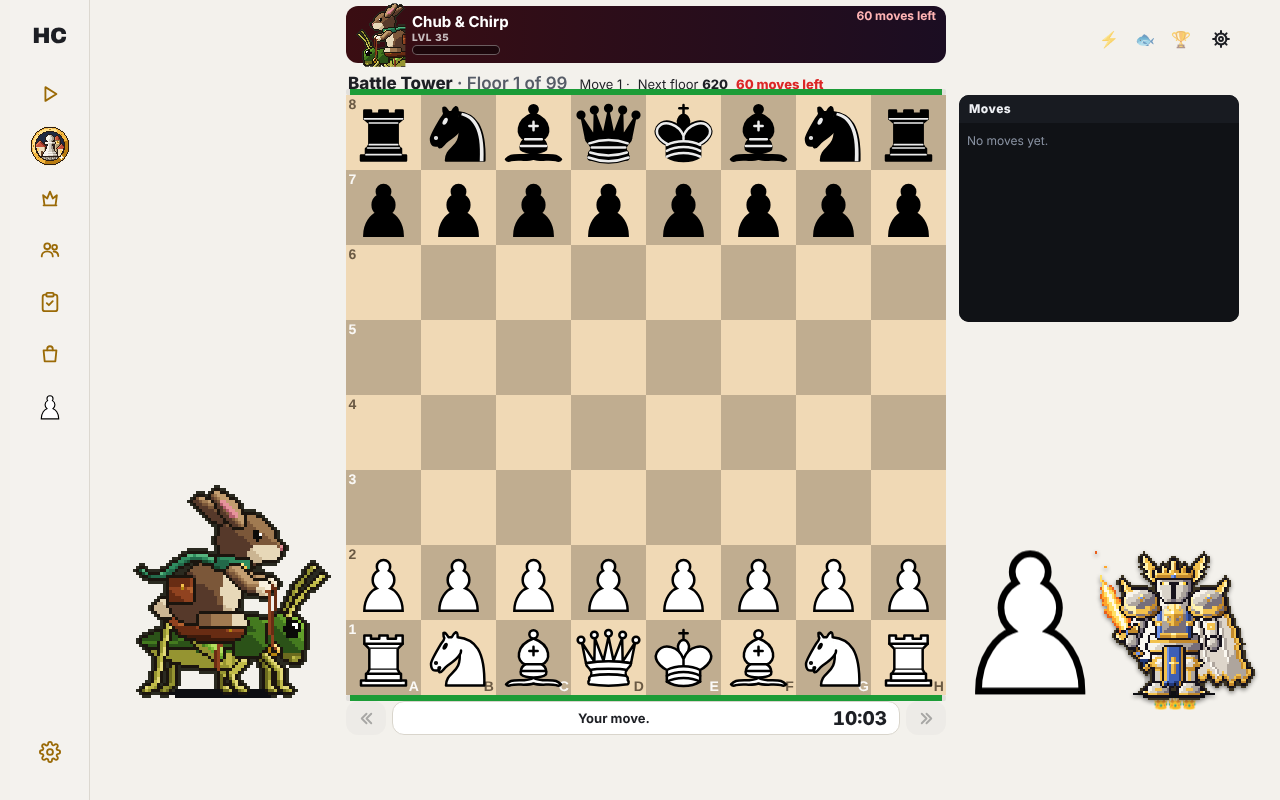 HC
Chub & Chirp
LVL 35
60 moves left
Battle Tower · Floor 1 of 99 Move 1 · Next floor 620 60 moves left
8
7
6
5
4
3
2
1
A B C D E F G H
Moves
No moves yet.
Your move.
10:03